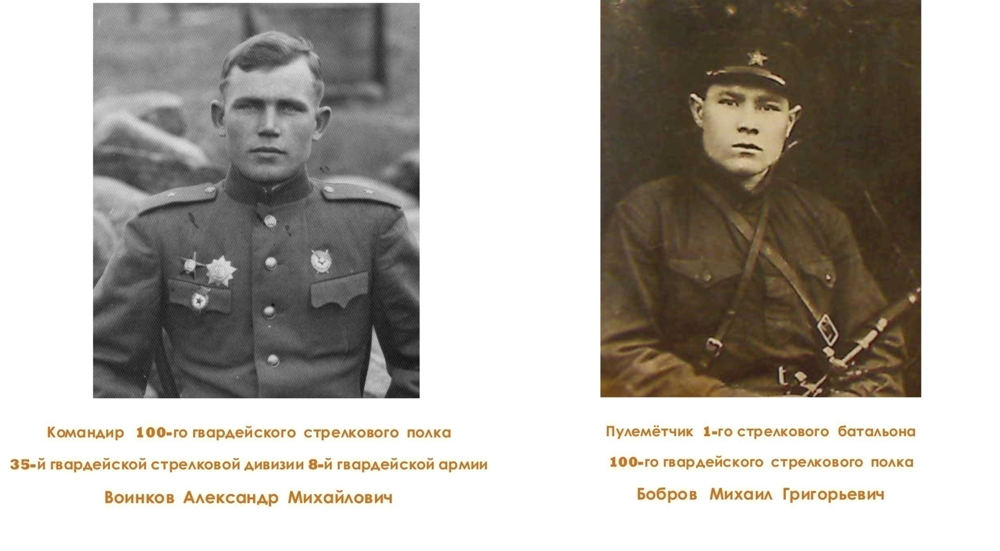 Командир 100-го гвардейского стрелкового полка
35-й гвардейской стрелковой дивизии 8-й гвардейской армии
Воинков Александр Михайлович
Пулемётчик 1-го стрелкового батальона
100-го гвардейского стрелкового полка
Бобров Михаил Григорьевич